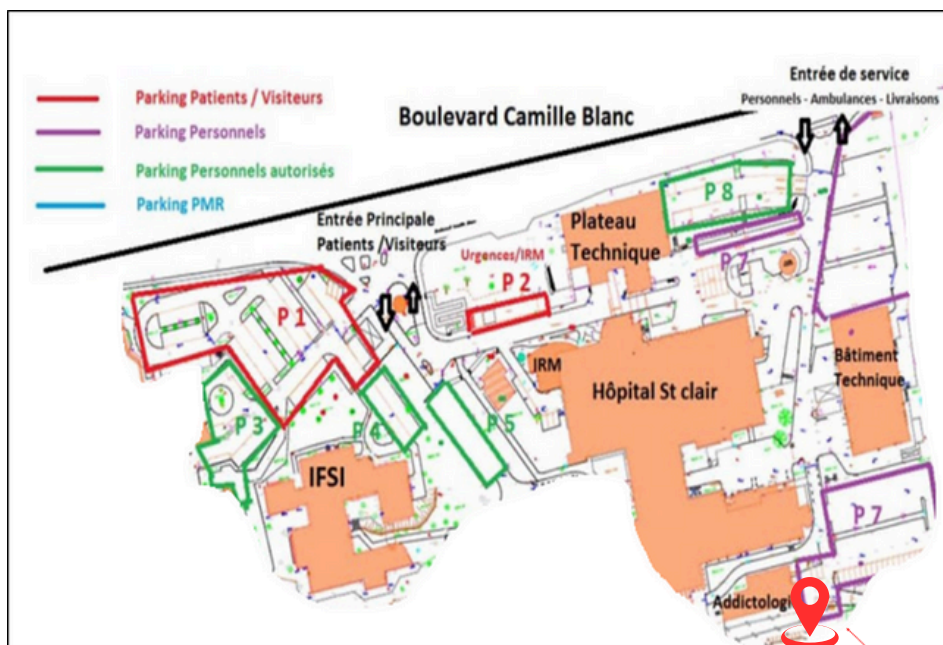 Parking Patients / Visiteurs
Parking Personnels
Parking Personnels autorisés
Parking PMR
Boulevard Camille Blanc
Entrée de service
Personnels - Ambulances - Livraisons
Entrée Principale
Patients /Visiteurs
Urgences/IRM
P 2
Plateau
Technique
P 8
P 7
P 1
IRM
Hôpital St clair
Bâtiment
Technique
P 3
P 4
P 5
IFSI
P 7
Addictologi